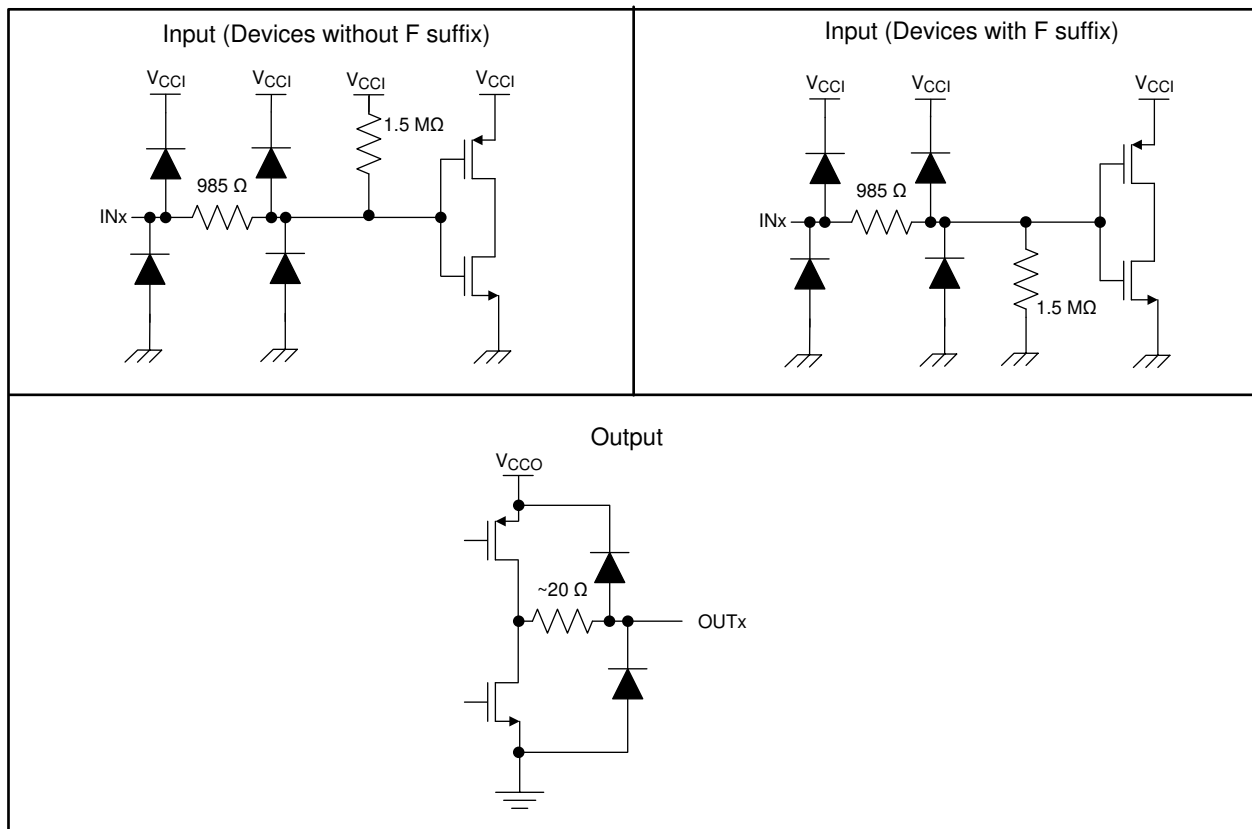 Input (Devices without F suffix)
VCCI VCCI VCCI VCCI
1.5 MΩ
985 Ω
INx
Input (Devices with F suffix)
VCCI VCCI VCCI
985 Ω
INx
1.5 MΩ
Output
VCCO
~20 Ω
OUTx